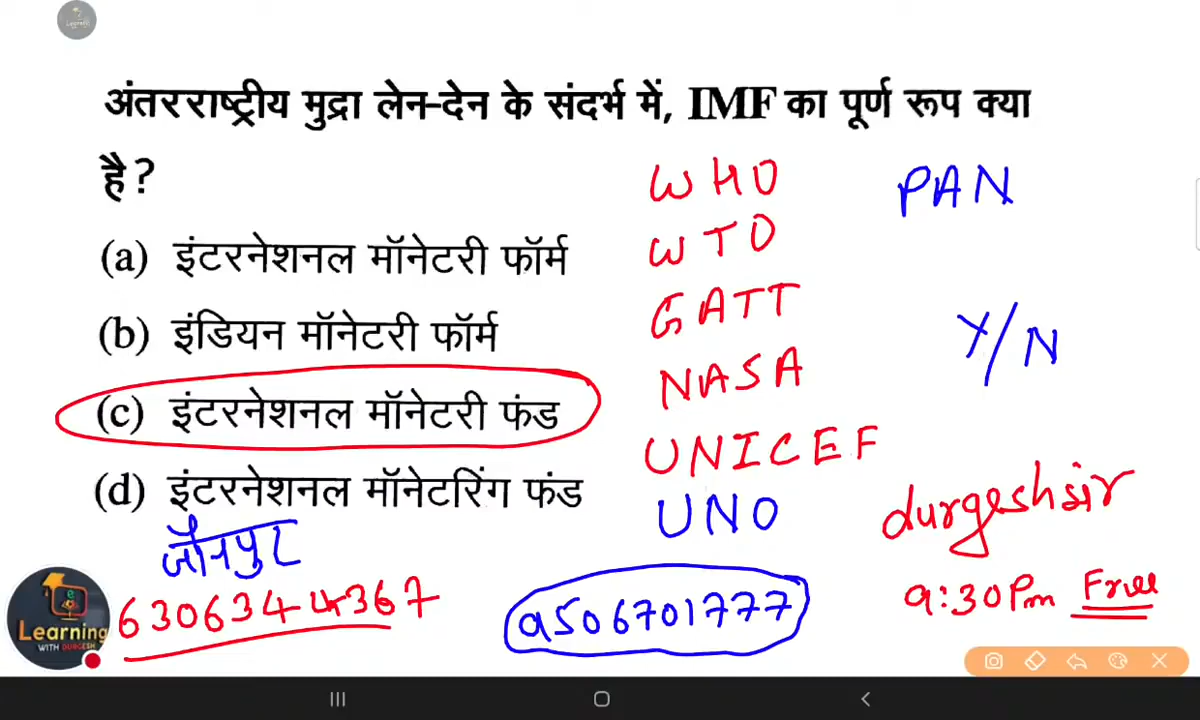 अंतरराष्ट्रीय मुद्रा लेन-देन के संदर्भ में, IMF का पूर्ण रूप क्या
है?
(a) इंटरनेशनल मॉनेटरी फॉर्म
(b) इंडियन मॉनेटरी फॉर्म
(c) इंटरनेशनल मॉनेटरी फंड
(d) इंटरनेशनल मॉनेटरिंग फंड
WHO
WTO
GATT
NASA
UNICEF
UNO
PAN
Y/N
durgeshsir
9:30Pm Free
जौनपुर
6306344367
9506701777
Learning
WITH DURGESH